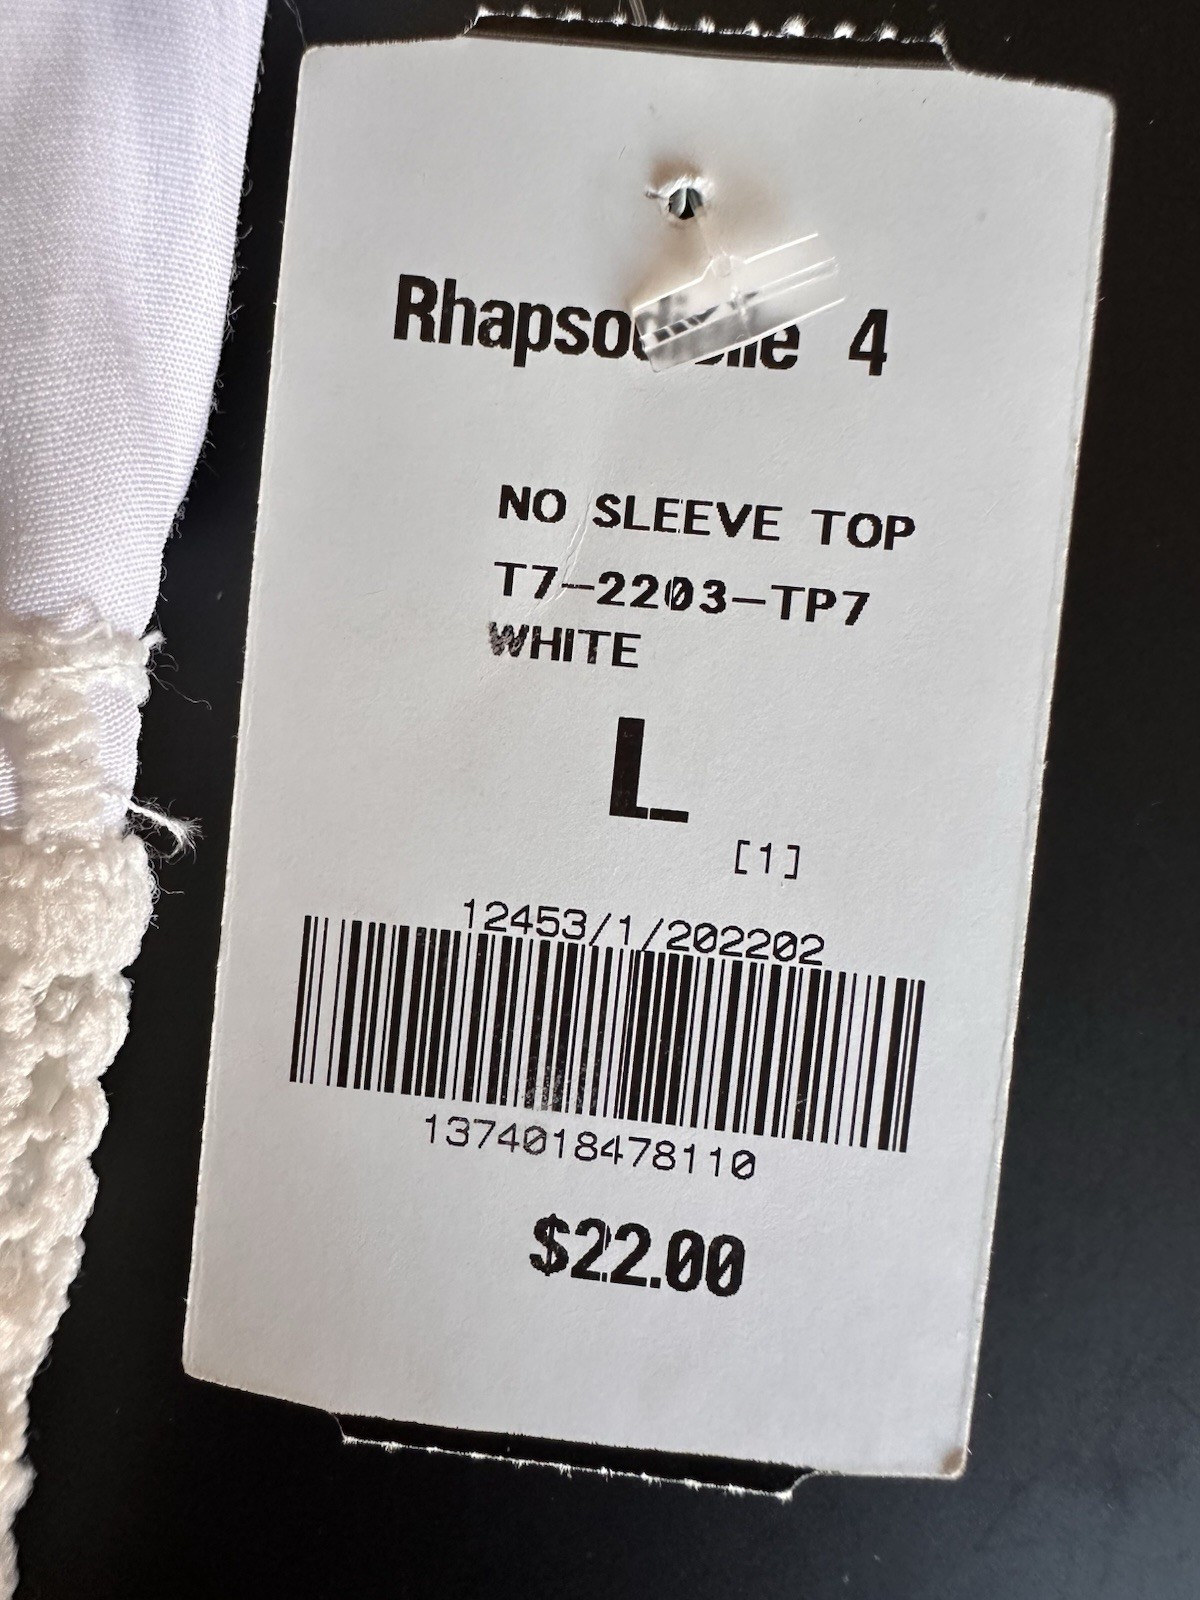 4
NO SLEEVE TOP
T7-2203-TP7
WHITE
L
[1]
12453/1/202202
1374018478110
$22.00